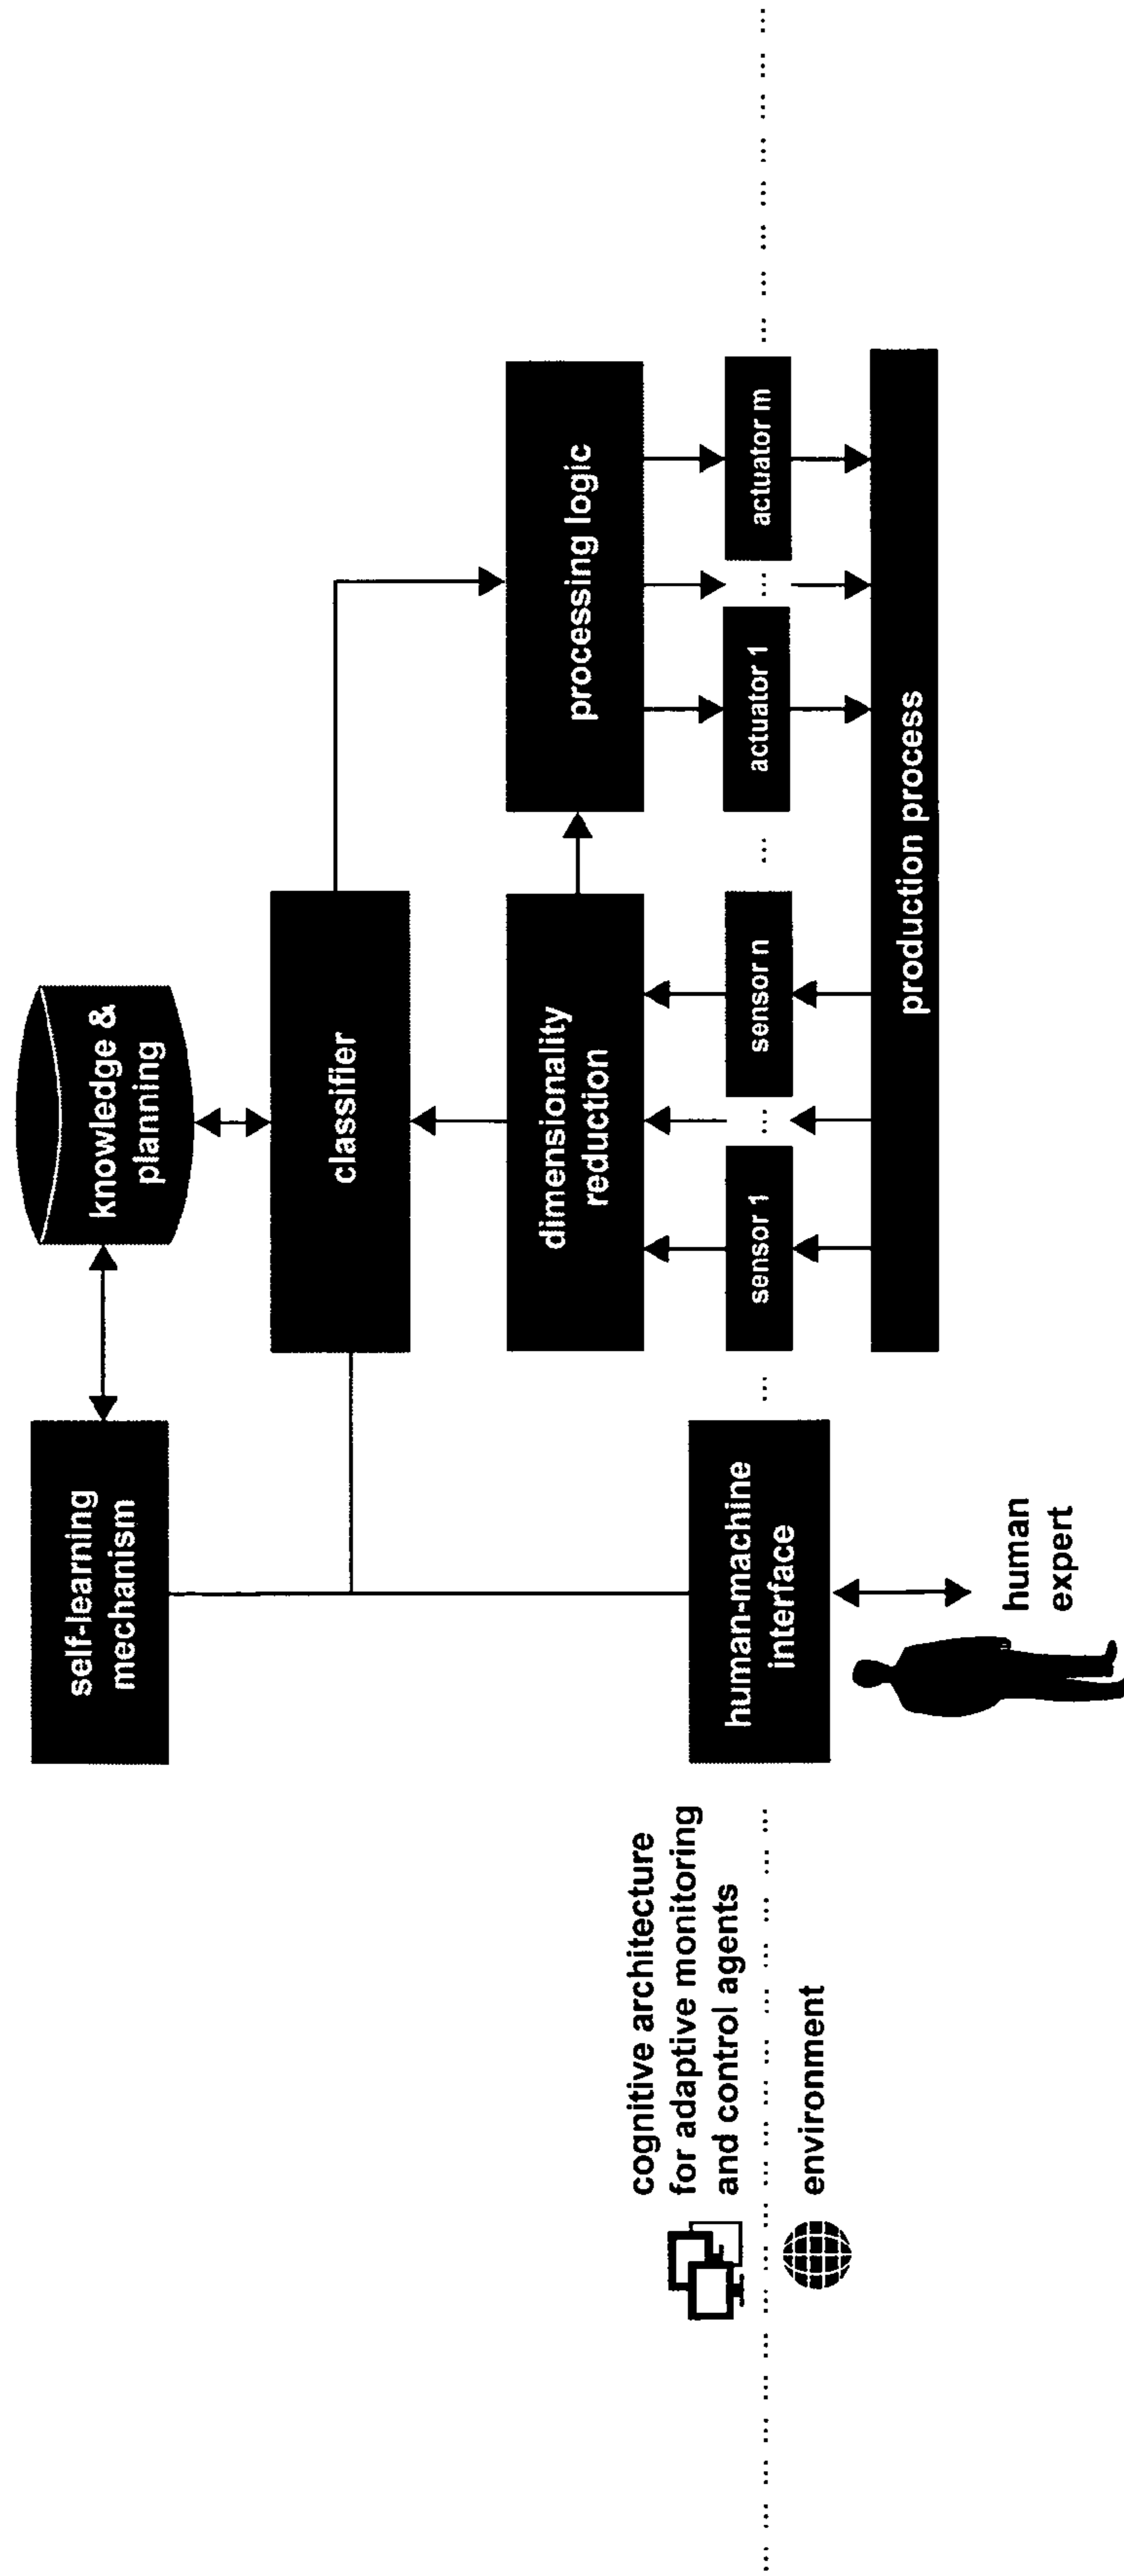 self-learning
mechanism
knowledge &
planning
classifier
dimensionality
reduction
processing logic
cognitive architecture
for adaptive monitoring
and control agents
human-machine
interface
...
sensor 1
...
sensor n
...
actuator 1
...
actuator m
environment
production process
human
expert